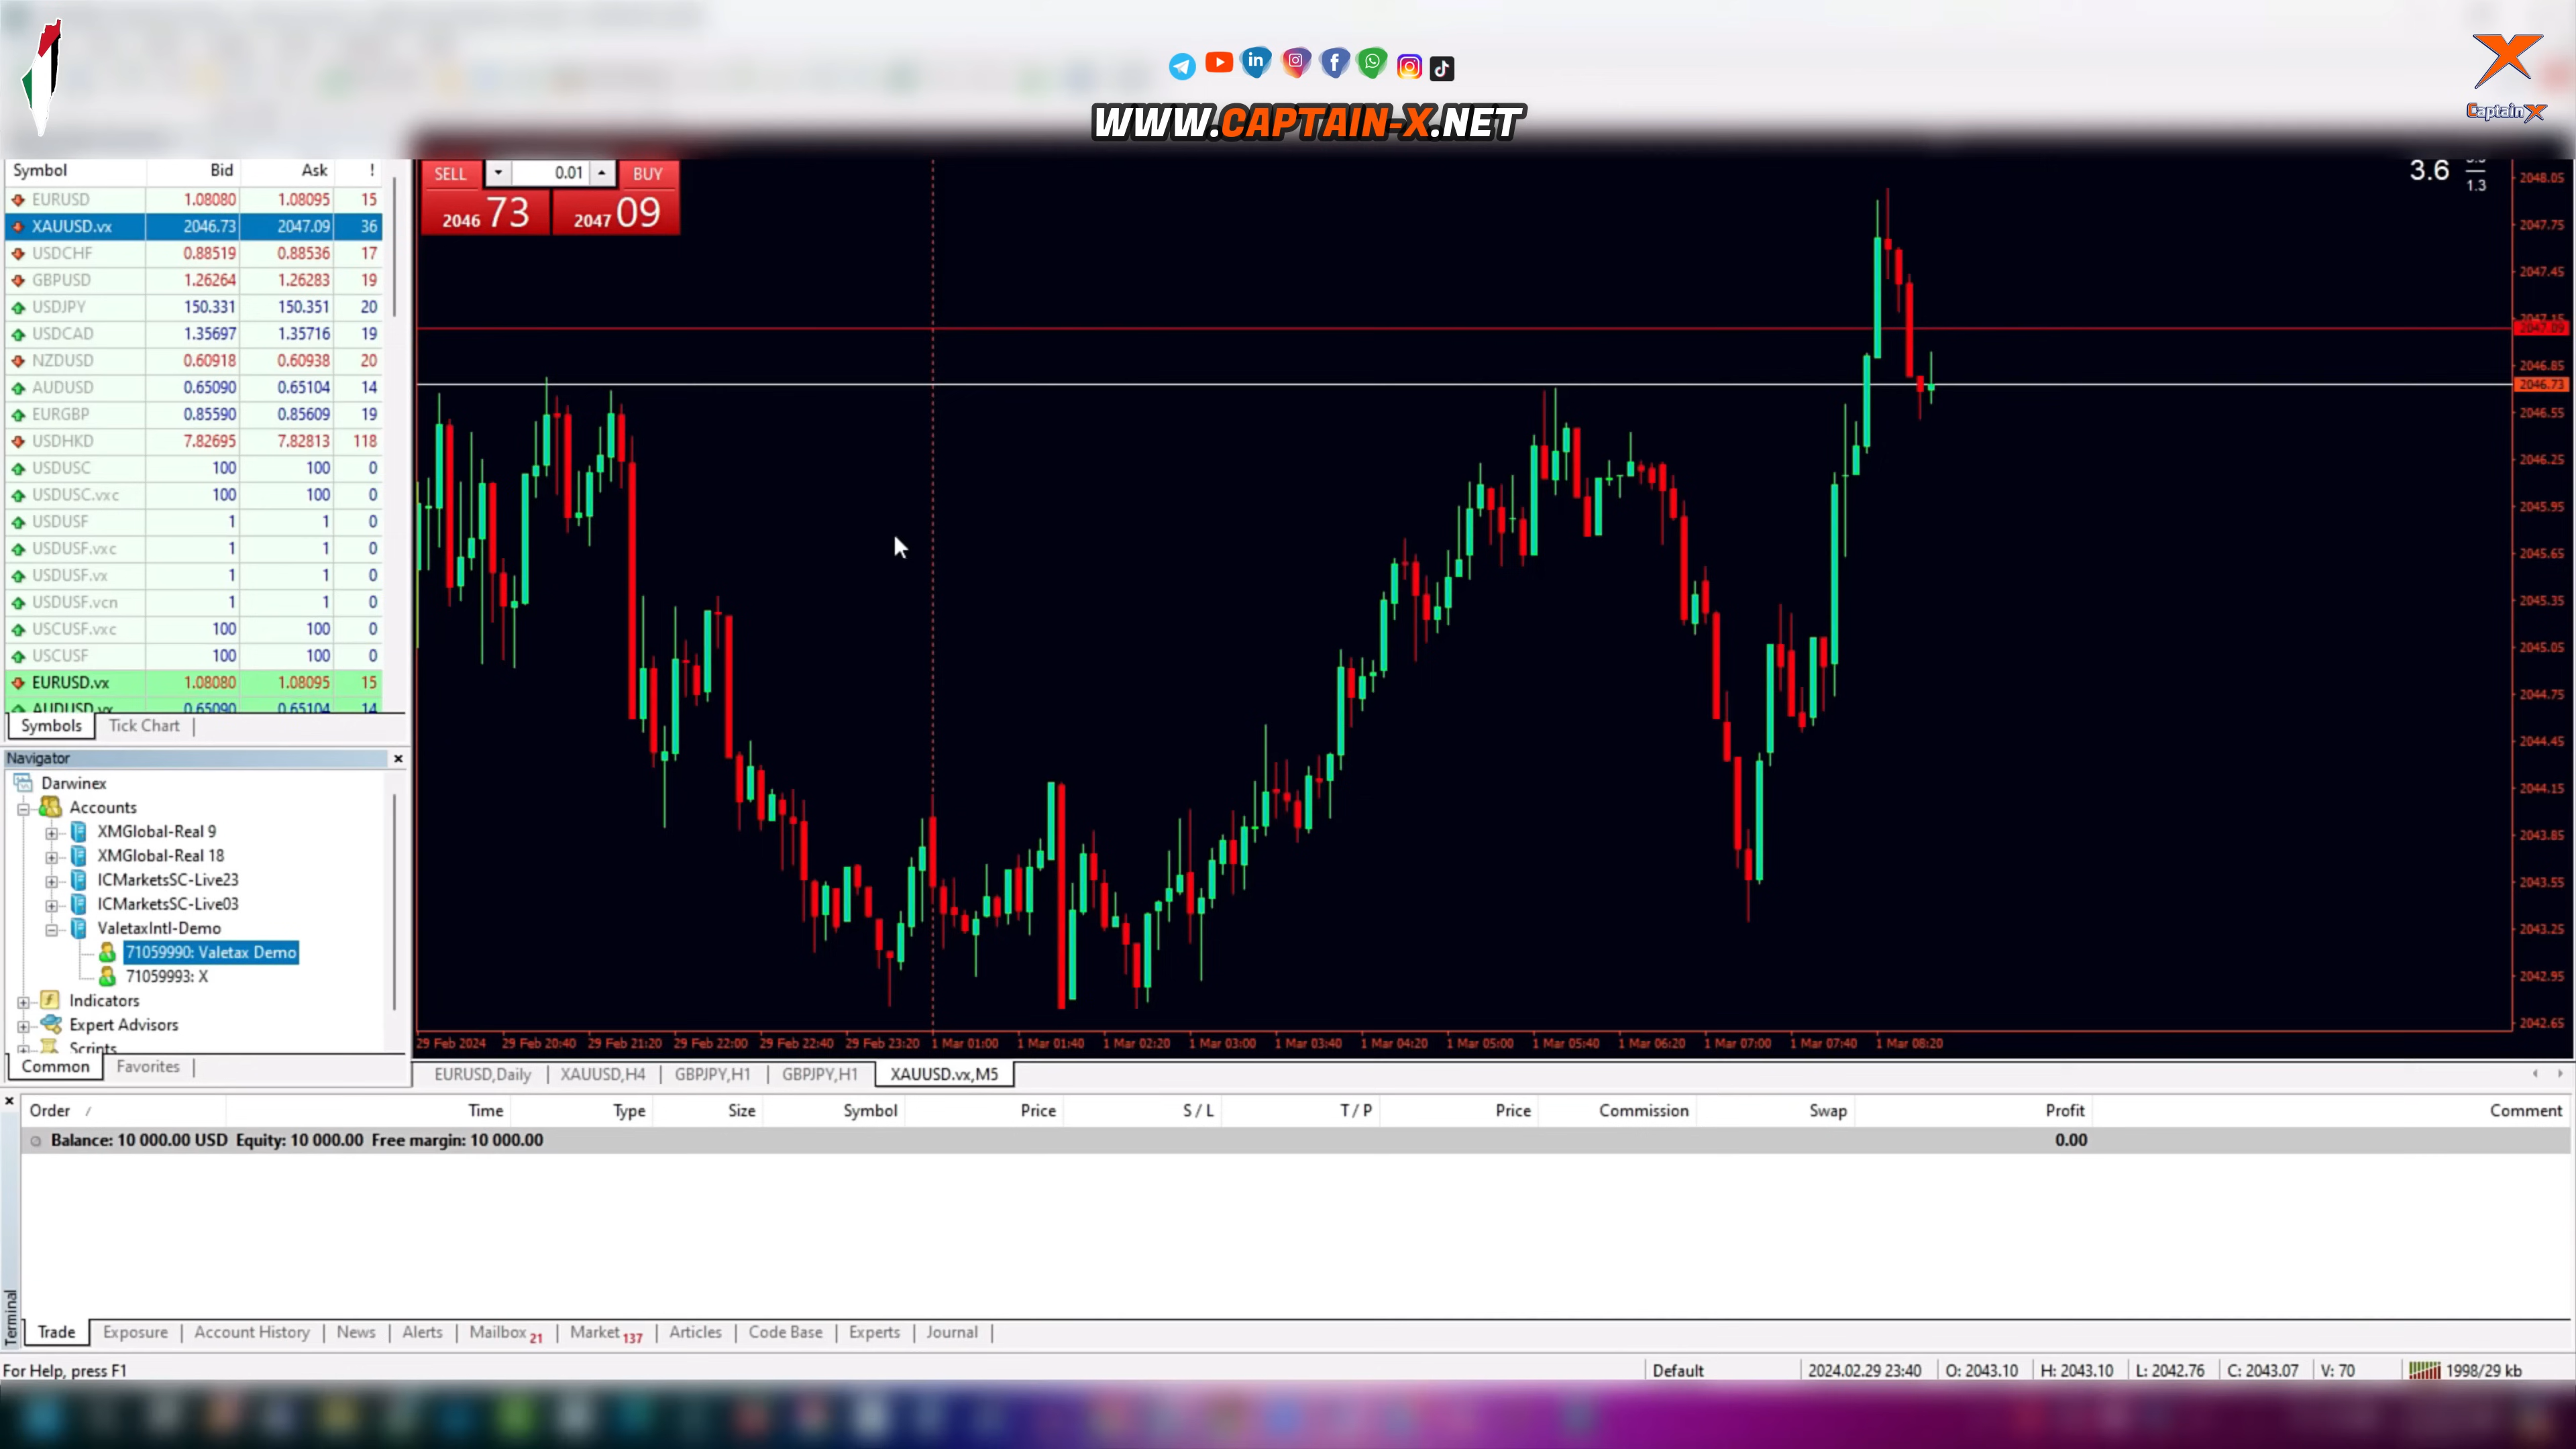 WWW.CAPTAIN-X.NET
CaptainX
Symbol Bid Ask !
EURUSD 1.08080 1.08095 15
XAUUSD.vx 2046.73 2047.09 36
USDCHF 0.88519 0.88536 17
GBPUSD 1.26264 1.26283 19
USDJPY 150.331 150.351 20
USDCAD 1.35697 1.35716 19
NZDUSD 0.60918 0.60938 20
AUDUSD 0.65090 0.65104 14
EURGBP 0.85590 0.85609 19
USDHKD 7.82695 7.82813 118
USDUSC 100 100 0
USDUSC.vxc 100 100 0
USDUSF 1 1 0
USDUSF.vxc 1 1 0
USDUSF.vx 1 1 0
USDUSF.vcn 1 1 0
USCUSF.vxc 100 100 0
USCUSF 100 100 0
EURUSD.vx 1.08080 1.08095 15
AUDUSD.vx 0.65090 0.65104 14
Symbols Tick Chart
Navigator
Darwinex
Accounts
XMGlobal-Real 9
XMGlobal-Real 18
ICMarketsSC-Live23
ICMarketsSC-Live03
ValetaxIntl-Demo
71059990: Valetax Demo
71059993: X
Indicators
Expert Advisors
Scripts
Common Favorites
SELL 0.01 BUY
2046 73 2047 09
3.6
1.3
2048.05
2047.75
2047.45
2047.15
2047.09
2046.85
2046.73
2046.55
2046.25
2045.95
2045.65
2045.35
2045.05
2044.75
2044.45
2044.15
2043.85
2043.55
2043.25
2042.95
2042.65
29 Feb 2024 29 Feb 20:40 29 Feb 21:20 29 Feb 22:00 29 Feb 22:40 29 Feb 23:20 1 Mar 01:00 1 Mar 01:40 1 Mar 02:20 1 Mar 03:00 1 Mar 03:40 1 Mar 04:20 1 Mar 05:00 1 Mar 05:40 1 Mar 06:20 1 Mar 07:00 1 Mar 07:40 1 Mar 08:20
EURUSD,Daily XAUUSD,H4 GBPJPY,H1 GBPJPY,H1 XAUUSD.vx,M5
Order / Time Type Size Symbol Price S / L T / P Price Commission Swap Profit Comment
Balance: 10 000.00 USD Equity: 10 000.00 Free margin: 10 000.00 0.00
Terminal
Trade Exposure Account History News Alerts Mailbox 21 Market 137 Articles Code Base Experts Journal
For Help, press F1 Default 2024.02.29 23:40 O: 2043.10 H: 2043.10 L: 2042.76 C: 2043.07 V: 70 1998/29 kb